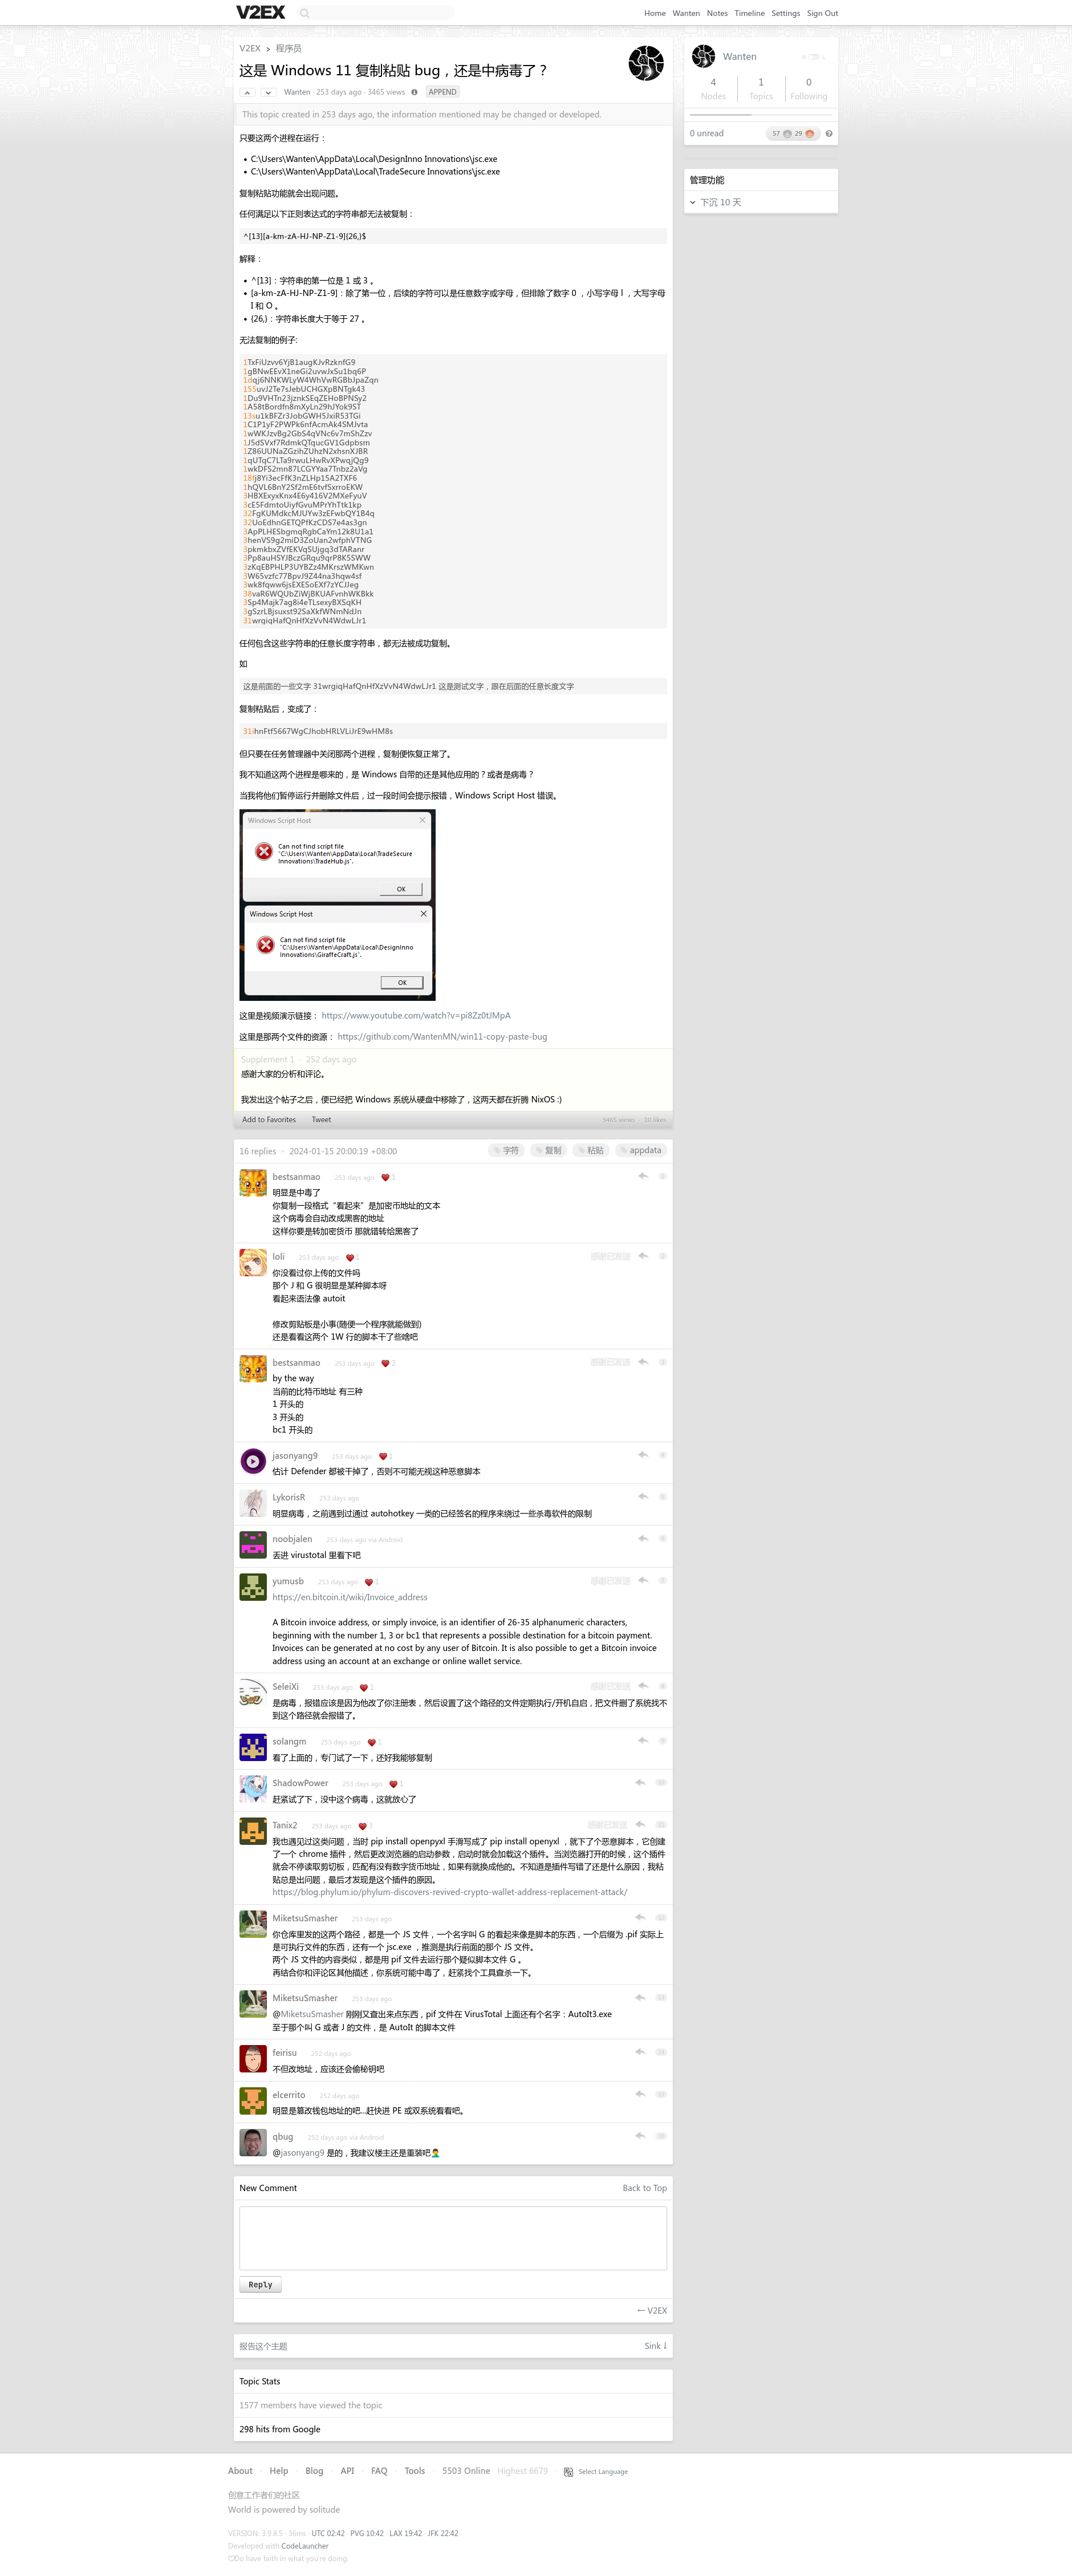 V2EX
Home Wanten Notes Timeline Settings Sign Out
V2EX › 程序员
这是 Windows 11 复制粘贴 bug，还是中病毒了？
Wanten · 253 days ago · 3465 views APPEND
This topic created in 253 days ago, the information mentioned may be changed or developed.
只要这两个进程在运行：
• C:\Users\Wanten\AppData\Local\DesignInno Innovations\jsc.exe
• C:\Users\Wanten\AppData\Local\TradeSecure Innovations\jsc.exe
复制粘贴功能就会出现问题。
任何满足以下正则表达式的字符串都无法被复制：
^[13][a-km-zA-HJ-NP-Z1-9]{26,}$
解释：
• ^[13]：字符串的第一位是 1 或 3 。
• [a-km-zA-HJ-NP-Z1-9]：除了第一位，后续的字符可以是任意数字或字母，但排除了数字 0 ，小写字母 l ，大写字母
I 和 O 。
• {26,}：字符串长度大于等于 27 。
无法复制的例子:
1TxFiUzvv6YjB1augKJvRzknfG9
1gBNwEEvX1neGi2uvwJxSu1bq6P
1dqj6NNKWLyW4WhVwRGBbJpaZqn
155uvJ2Te7sJebUCHGXpBNTgk43
1Du9VHTn23jznkSEqZEHoBPNSy2
1A58tBordfn8mXyLn29hJYok9ST
13su1kBFZr3JobGWH5JxiR53TGi
1C1P1yF2PWPk6nfAcmAk4SMJvta
1wWKJzvBg2GbS4qVNc6v7mShZzv
1J5dSVxf7RdmkQTqucGV1Gdpbsm
1Z86UUNaZGzihZUhzN2xhsnXJBR
1qUTqC7LTa9rwuLHwRvXPwqjQg9
1wkDFS2mn87LCGYYaa7Tnbz2aVg
18fj8Yi3ecFfK3nZLHp15A2TXF6
1hQVL6BnY2Sf2mE6tvfSxrroEKW
3HBXExyxKnx4E6y416V2MXeFyuV
3cE5FdmtoUiyfGvuMPrYhTtk1kp
32FgKUMdkcMJUYw3zEFwbQY1B4q
32UoEdhnGETQPfKzCDS7e4as3gn
3ApPLHESbgmqRgbCaYm12k8U1a1
3henVS9g2miD3ZoUan2wfphVTNG
3pkmkbxZVfEKVqSUjgq3dTARanr
3Pp8auHSYJBczGRqu9qrP8K5SWW
3zKqEBPHLP3UYBZz4MKrszWMKwn
3W65vzfc77BpvJ9Z44na3hqw4sf
3wk8fqww6jsEXESoEXf7zYCJJeg
38vaR6WQUbZiWjBKUAFvnhWKBkk
3Sp4Majk7ag8i4eTLsexyBXSqKH
3gSzrLBjsuxst92SaXkfWNmNdJn
31wrgiqHafQnHfXzVvN4WdwLJr1
任何包含这些字符串的任意长度字符串，都无法被成功复制。
如
这是前面的一些文字 31wrgiqHafQnHfXzVvN4WdwLJr1 这是测试文字，跟在后面的任意长度文字
复制粘贴后，变成了：
31ihnFtf5667WgCJhobHRLVLiJrE9wHM8s
但只要在任务管理器中关闭那两个进程，复制便恢复正常了。
我不知道这两个进程是哪来的，是 Windows 自带的还是其他应用的？或者是病毒？
当我将他们暂停运行并删除文件后，过一段时间会提示报错，Windows Script Host 错误。
Windows Script Host
Can not find script file
"C:\Users\Wanten\AppData\Local\TradeSecure
Innovations\TradeHub.js".
OK
Windows Script Host
Can not find script file
"C:\Users\Wanten\AppData\Local\DesignInno
Innovations\GiraffeCraft.js".
OK
这里是视频演示链接： https://www.youtube.com/watch?v=pi8Zz0tJMpA
这里是那两个文件的资源： https://github.com/WantenMN/win11-copy-paste-bug
Supplement 1 · 252 days ago
感谢大家的分析和评论。
我发出这个帖子之后，便已经把 Windows 系统从硬盘中移除了，这两天都在折腾 NixOS :)
Add to Favorites Tweet 3465 views 10 likes
16 replies · 2024-01-15 20:00:19 +08:00 字符 复制 粘贴 appdata
bestsanmao 253 days ago 1
明显是中毒了
你复制一段格式“看起来”是加密币地址的文本
这个病毒会自动改成黑客的地址
这样你要是转加密货币 那就错转给黑客了
loli 253 days ago 1 感谢已发送
你没看过你上传的文件吗
那个 J 和 G 很明显是某种脚本呀
看起来语法像 autoit
修改剪贴板是小事(随便一个程序就能做到)
还是看看这两个 1W 行的脚本干了些啥吧
bestsanmao 253 days ago 2 感谢已发送
by the way
当前的比特币地址 有三种
1 开头的
3 开头的
bc1 开头的
jasonyang9 253 days ago 1
估计 Defender 都被干掉了，否则不可能无视这种恶意脚本
LykorisR 253 days ago
明显病毒，之前遇到过通过 autohotkey 一类的已经签名的程序来绕过一些杀毒软件的限制
noobjalen 253 days ago via Android
丢进 virustotal 里看下吧
yumusb 253 days ago 1 感谢已发送
https://en.bitcoin.it/wiki/Invoice_address
A Bitcoin invoice address, or simply invoice, is an identifier of 26-35 alphanumeric characters,
beginning with the number 1, 3 or bc1 that represents a possible destination for a bitcoin payment.
Invoices can be generated at no cost by any user of Bitcoin. It is also possible to get a Bitcoin invoice
address using an account at an exchange or online wallet service.
SeleiXi 253 days ago 1 感谢已发送
是病毒，报错应该是因为他改了你注册表，然后设置了这个路径的文件定期执行/开机自启，把文件删了系统找不
到这个路径就会报错了。
solangm 253 days ago 1
看了上面的，专门试了一下，还好我能够复制
ShadowPower 253 days ago 1
赶紧试了下，没中这个病毒，这就放心了
Tanix2 253 days ago 3 感谢已发送
我也遇见过这类问题，当时 pip install openpyxl 手滑写成了 pip install openyxl ，就下了个恶意脚本，它创建
了一个 chrome 插件，然后更改浏览器的启动参数，启动时就会加载这个插件。当浏览器打开的时候，这个插件
就会不停读取剪切板，匹配有没有数字货币地址，如果有就换成他的。不知道是插件写错了还是什么原因，我粘
贴总是出问题，最后才发现是这个插件的原因。
https://blog.phylum.io/phylum-discovers-revived-crypto-wallet-address-replacement-attack/
MiketsuSmasher 253 days ago
你仓库里发的这两个路径，都是一个 JS 文件，一个名字叫 G 的看起来像是脚本的东西，一个后缀为 .pif 实际上
是可执行文件的东西，还有一个 jsc.exe ，推测是执行前面的那个 JS 文件。
两个 JS 文件的内容类似，都是用 pif 文件去运行那个疑似脚本文件 G 。
再结合你和评论区其他描述，你系统可能中毒了，赶紧找个工具查杀一下。
MiketsuSmasher 253 days ago
@MiketsuSmasher 刚刚又查出来点东西，pif 文件在 VirusTotal 上面还有个名字：AutoIt3.exe
至于那个叫 G 或者 J 的文件，是 AutoIt 的脚本文件
feirisu 252 days ago
不但改地址，应该还会偷秘钥吧
elcerrito 252 days ago
明显是篡改钱包地址的吧...赶快进 PE 或双系统看看吧。
qbug 252 days ago via Android
@jasonyang9 是的，我建议楼主还是重装吧🤦‍♂️
New Comment Back to Top
Reply
← V2EX
报告这个主题 Sink ↓
Topic Stats
1577 members have viewed the topic
298 hits from Google
Wanten
4 Nodes 1 Topics 0 Following
0 unread 57 29
管理功能
下沉 10 天
About · Help · Blog · API · FAQ · Tools · 5503 Online Highest 6679 · Select Language
创意工作者们的社区
World is powered by solitude
VERSION: 3.9.8.5 · 36ms · UTC 02:42 · PVG 10:42 · LAX 19:42 · JFK 22:42
Developed with CodeLauncher
♡Do have faith in what you're doing.